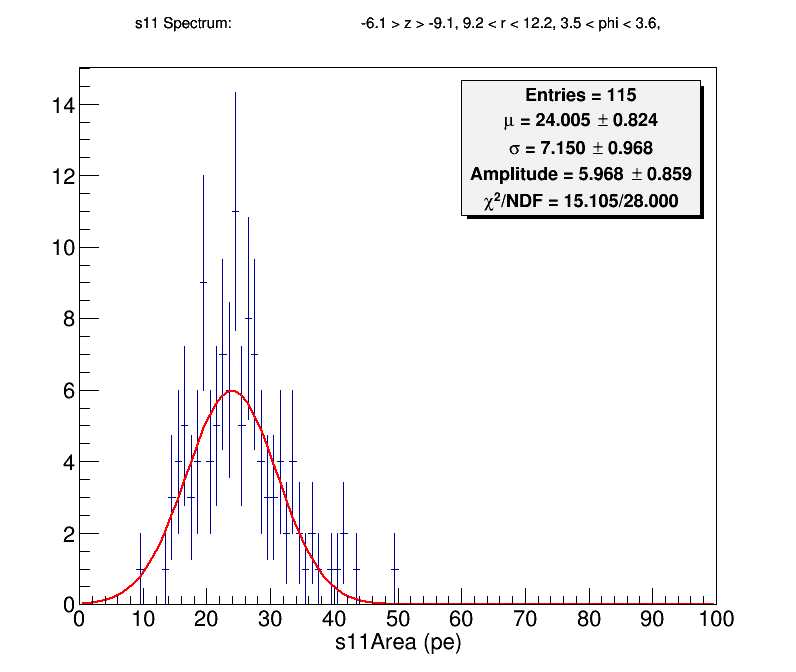 s11 Spectrum: -6.1 > z > -9.1, 9.2 < r < 12.2, 3.5 < phi < 3.6,
Entries = 115
μ = 24.005 ± 0.824
σ = 7.150 ± 0.968
Amplitude = 5.968 ± 0.859
χ²/NDF = 15.105/28.000
14
12
10
8
6
4
2
0
0 10 20 30 40 50 60 70 80 90 100
s11Area (pe)